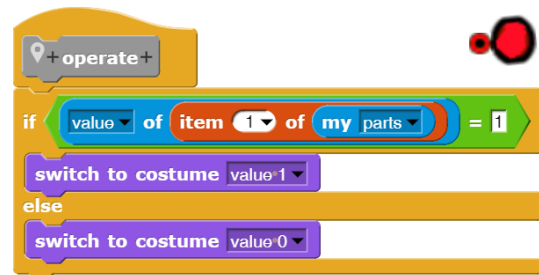 + operate +
if value of item 1 of my parts = 1
switch to costume value 1
else
switch to costume value 0